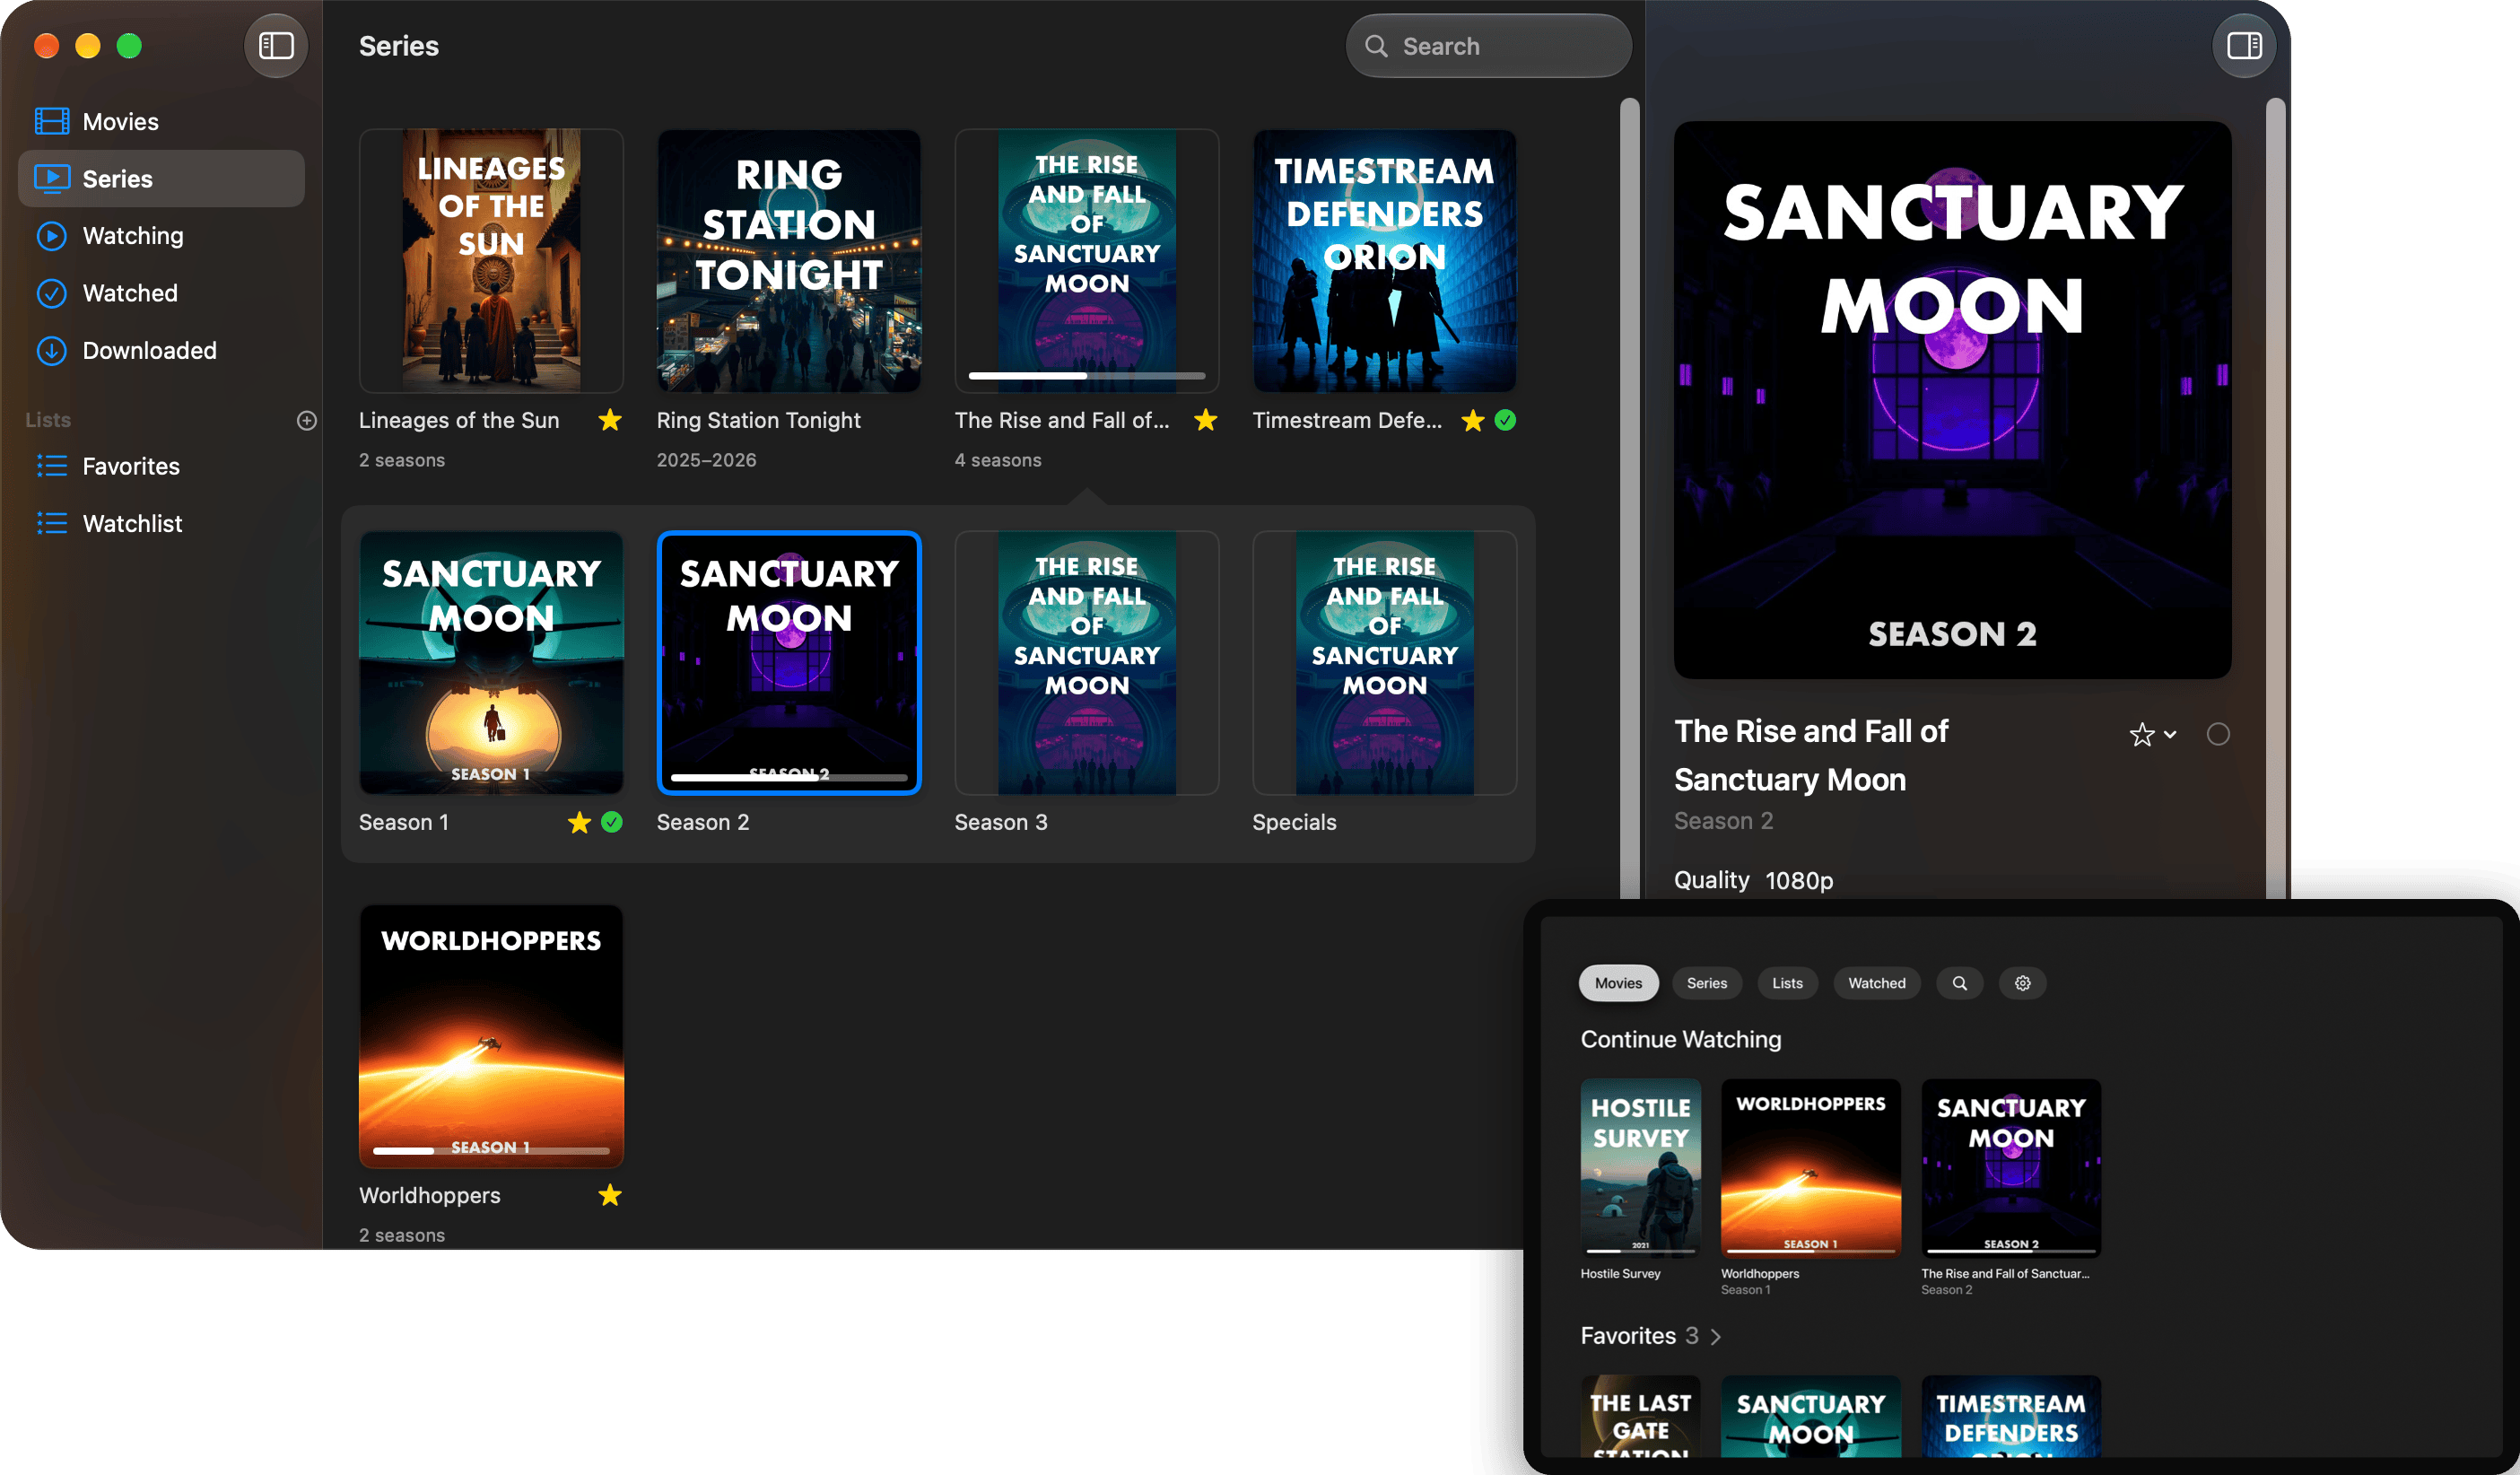 Series
Search
Movies
Series
Watching
Watched
Downloaded
Lists
Favorites
Watchlist
LINEAGES
OF THE
SUN
Lineages of the Sun
2 seasons
RING
STATION
TONIGHT
Ring Station Tonight
2025–2026
THE RISE
AND FALL
OF
SANCTUARY
MOON
The Rise and Fall of...
4 seasons
TIMESTREAM
DEFENDERS
ORION
Timestream Defe...
SANCTUARY
MOON
SEASON 1
Season 1
SANCTUARY
MOON
SEASON 2
Season 2
THE RISE
AND FALL
OF
SANCTUARY
MOON
Season 3
THE RISE
AND FALL
OF
SANCTUARY
MOON
Specials
WORLDHOPPERS
SEASON 1
Worldhoppers
2 seasons
SANCTUARY
MOON
SEASON 2
The Rise and Fall of
Sanctuary Moon
Season 2
Quality 1080p
Movies
Series
Lists
Watched
Continue Watching
HOSTILE
SURVEY
2021
Hostile Survey
WORLDHOPPERS
SEASON 1
Worldhoppers
Season 1
SANCTUARY
MOON
SEASON 2
The Rise and Fall of Sanctuar...
Season 2
Favorites 3
THE LAST
GATE
STATION
SANCTUARY
MOON
TIMESTREAM
DEFENDERS
ORION